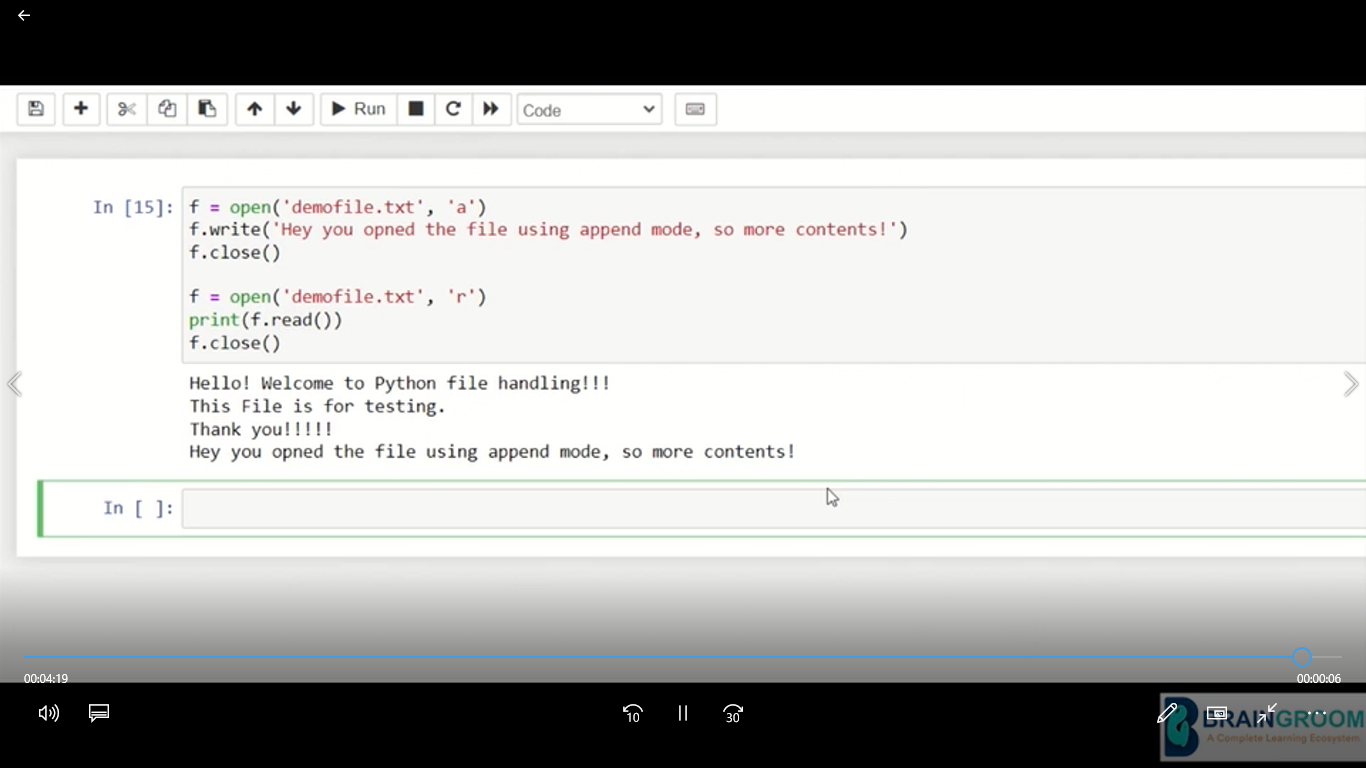 Run
Code
In [15]:
f = open('demofile.txt', 'a')
f.write('Hey you opned the file using append mode, so more contents!')
f.close()
f = open('demofile.txt', 'r')
print(f.read())
f.close()
Hello! Welcome to Python file handling!!!
This File is for testing.
Thank you!!!!!
Hey you opned the file using append mode, so more contents!
In [ ]:
00:04:19
00:00:06
10
30
BRAINGROOM
A Complete Learning Ecosystem